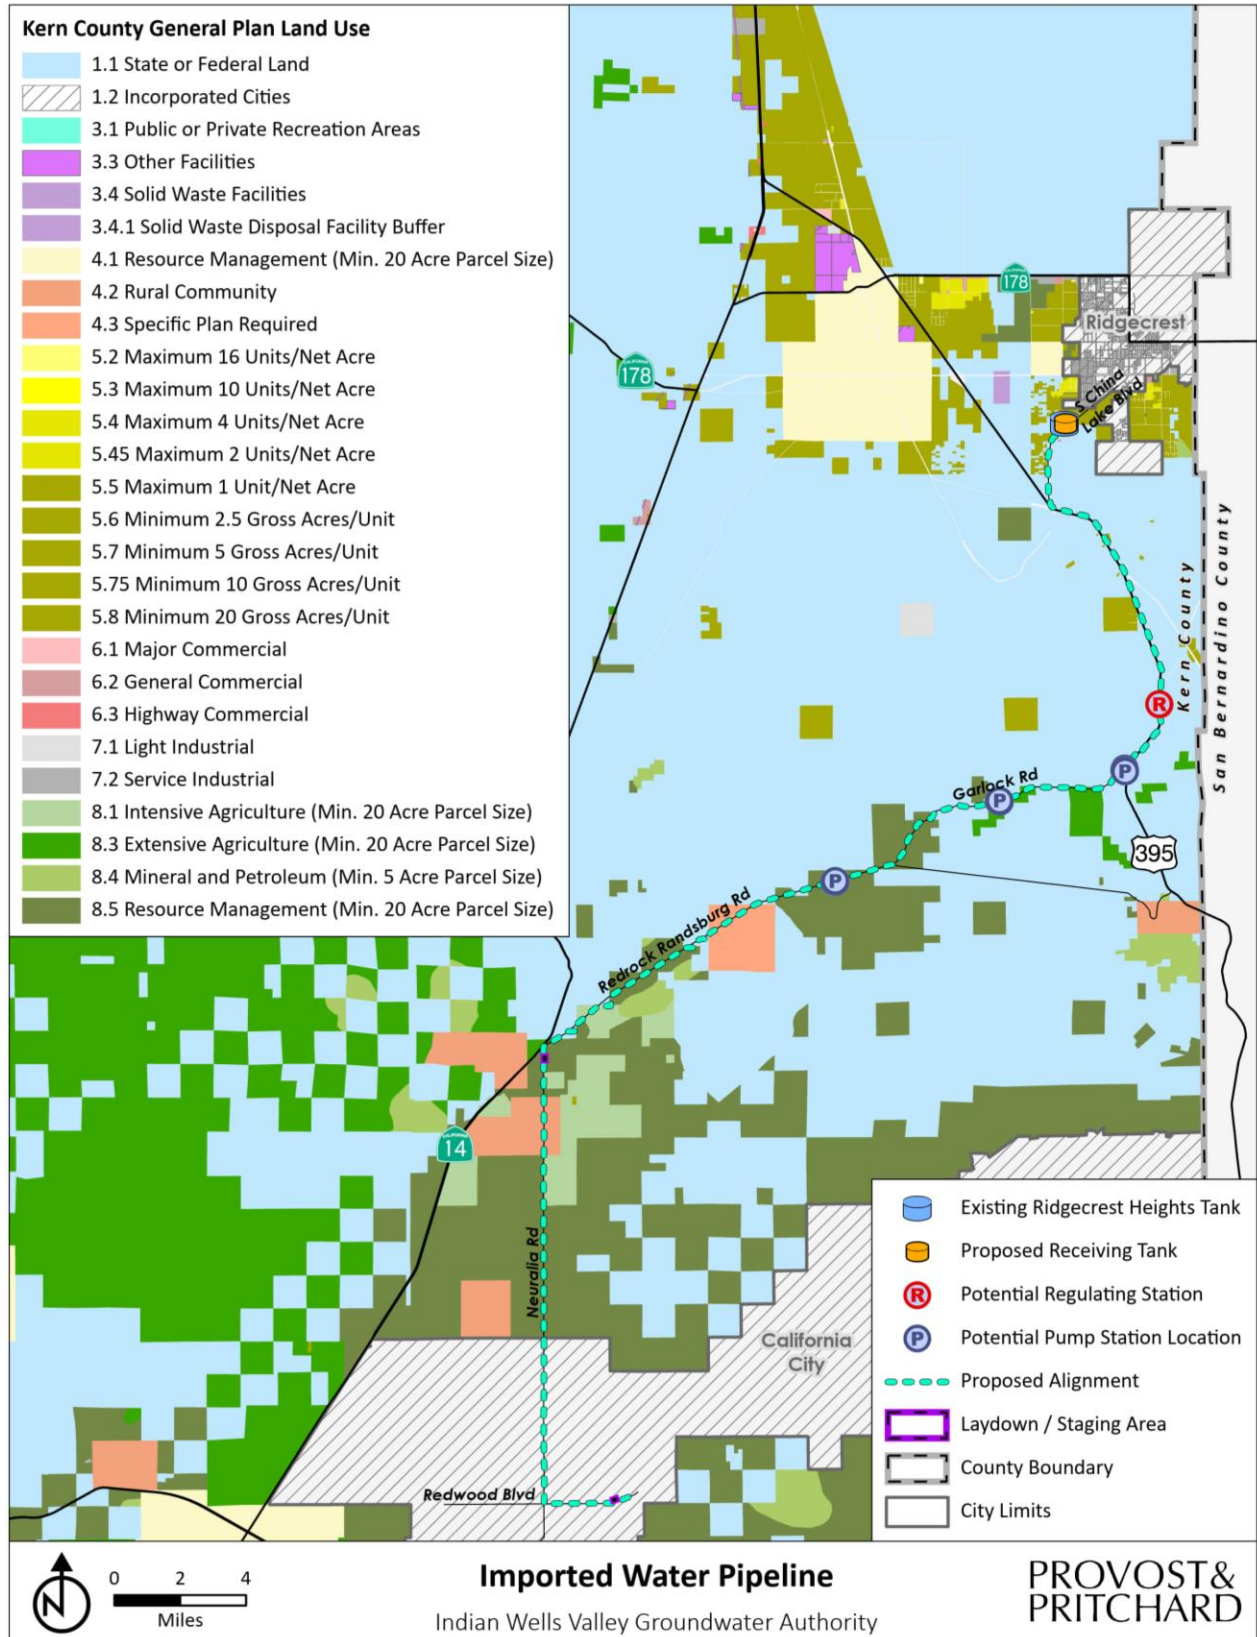 Kern County General Plan Land Use
1.1 State or Federal Land
1.2 Incorporated Cities
3.1 Public or Private Recreation Areas
3.3 Other Facilities
3.4 Solid Waste Facilities
3.4.1 Solid Waste Disposal Facility Buffer
4.1 Resource Management (Min. 20 Acre Parcel Size)
4.2 Rural Community
4.3 Specific Plan Required
5.2 Maximum 16 Units/Net Acre
5.3 Maximum 10 Units/Net Acre
5.4 Maximum 4 Units/Net Acre
5.45 Maximum 2 Units/Net Acre
5.5 Maximum 1 Unit/Net Acre
5.6 Minimum 2.5 Gross Acres/Unit
5.7 Minimum 5 Gross Acres/Unit
5.75 Minimum 10 Gross Acres/Unit
5.8 Minimum 20 Gross Acres/Unit
6.1 Major Commercial
6.2 General Commercial
6.3 Highway Commercial
7.1 Light Industrial
7.2 Service Industrial
8.1 Intensive Agriculture (Min. 20 Acre Parcel Size)
8.3 Extensive Agriculture (Min. 20 Acre Parcel Size)
8.4 Mineral and Petroleum (Min. 5 Acre Parcel Size)
8.5 Resource Management (Min. 20 Acre Parcel Size)
CALIFORNIA
178
Ridgecrest
CALIFORNIA
178
S China
Lake Blvd
Kern County
San Bernardino County
R
P
Garlock Rd
P
395
P
Redrock Randsburg Rd
CALIFORNIA
14
Neuralia Rd
California
City
Redwood Blvd
Existing Ridgecrest Heights Tank
Proposed Receiving Tank
R Potential Regulating Station
P Potential Pump Station Location
Proposed Alignment
Laydown / Staging Area
County Boundary
City Limits
N
0 2 4
Miles
Imported Water Pipeline
Indian Wells Valley Groundwater Authority
PROVOST&
PRITCHARD